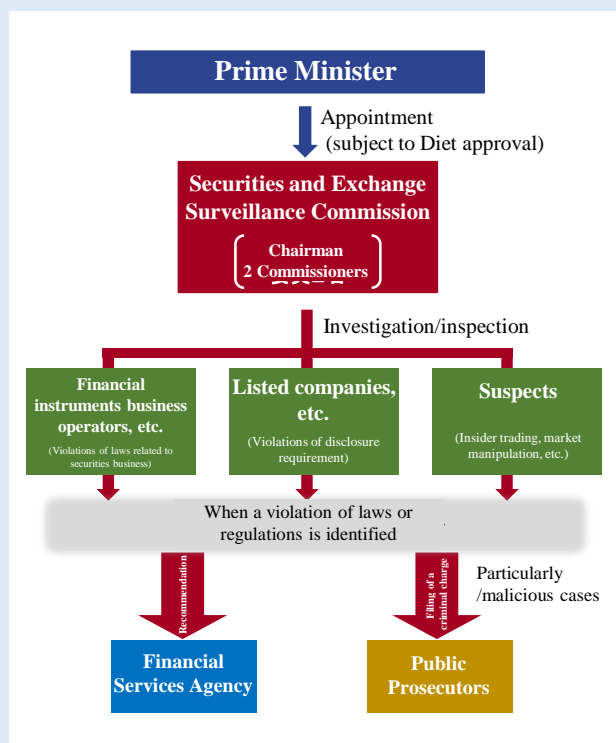 Prime Minister
Appointment
(subject to Diet approval)
Securities and Exchange
Surveillance Commission
Chairman
2 Commissioners
Investigation/inspection
Financial
instruments business
operators, etc.
(Violations of laws related to
securities business)
Listed companies,
etc.
(Violations of disclosure
requirement)
Suspects
(Insider trading, market
manipulation, etc.)
When a violation of laws or
regulations is identified
Recommendation
Filing of a
criminal charge
Particularly
/malicious cases
Financial
Services Agency
Public
Prosecutors